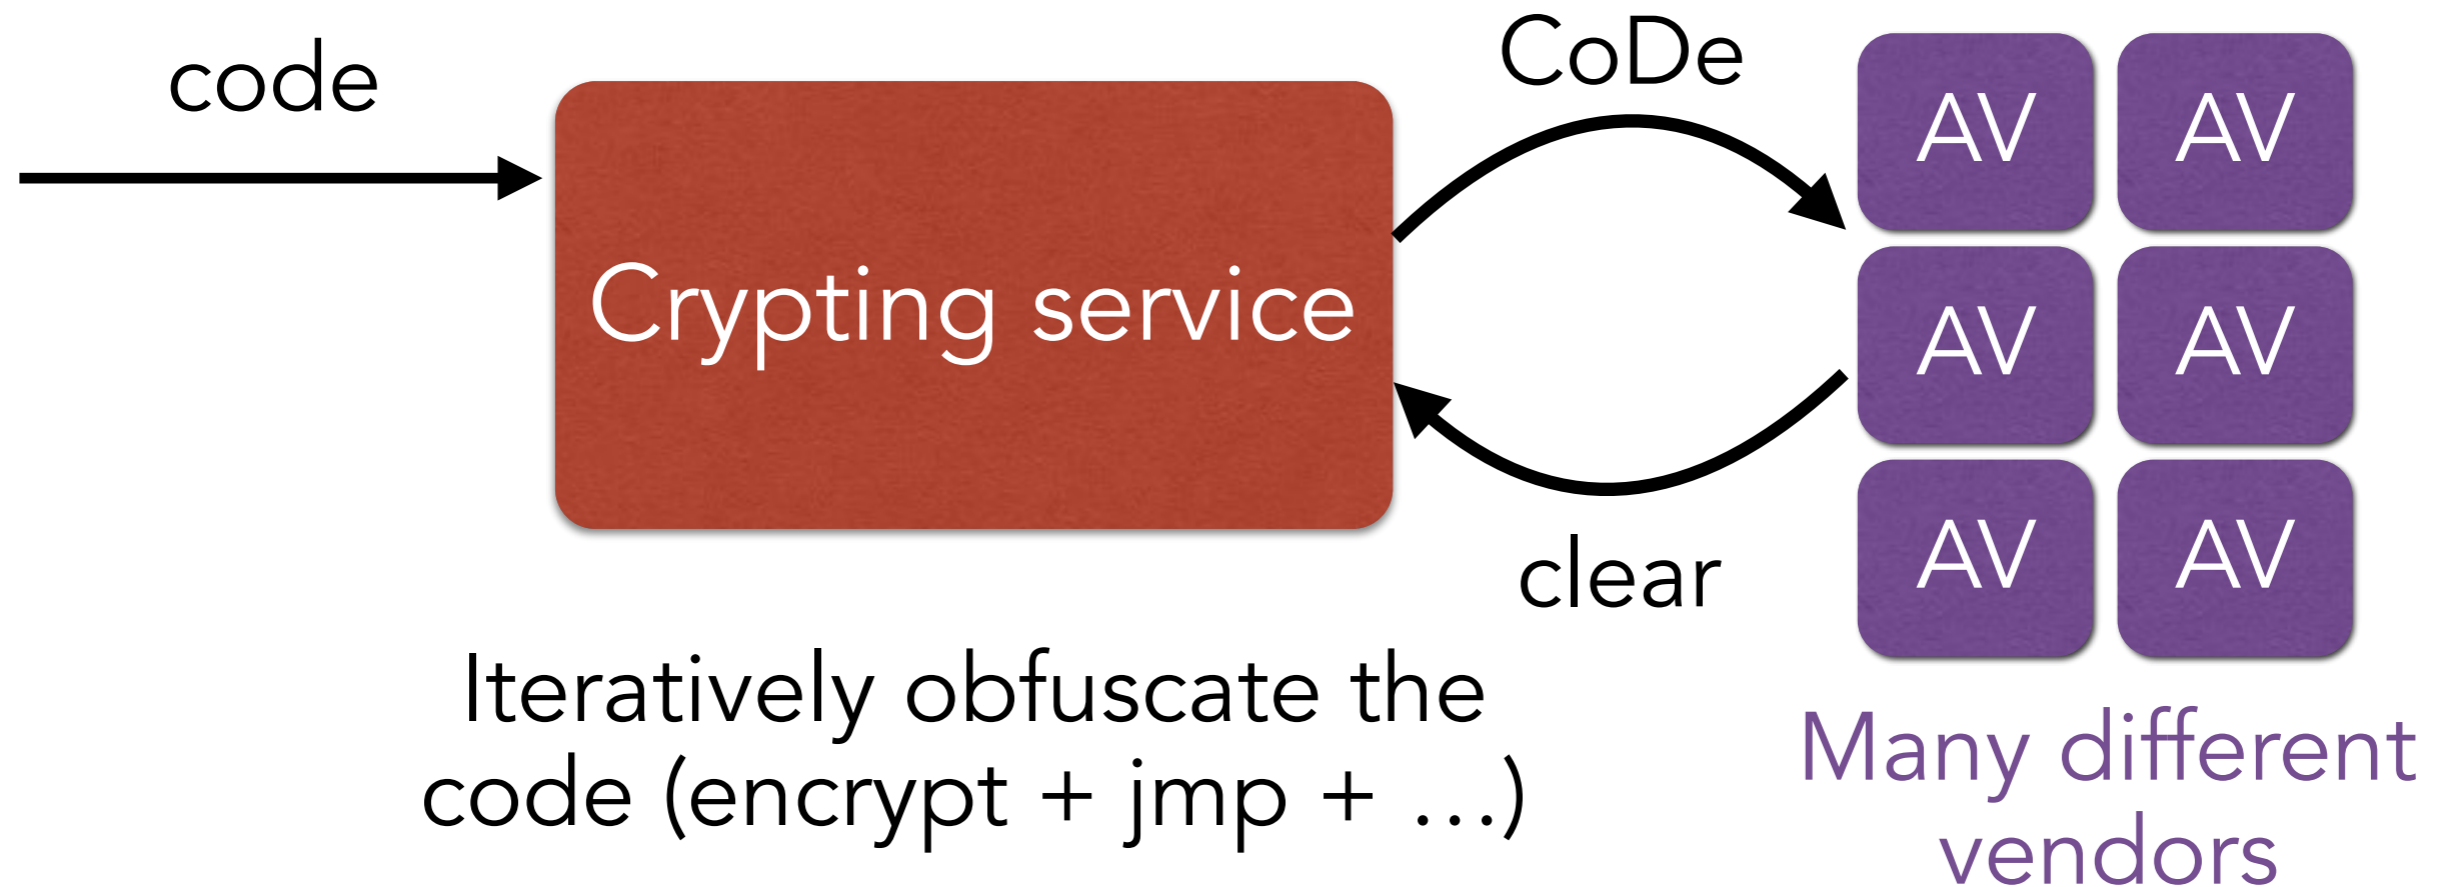 code
Crypting service
CoDe
clear
AV AV
AV AV
AV AV
Iteratively obfuscate the
code (encrypt + jmp + ...)
Many different
vendors